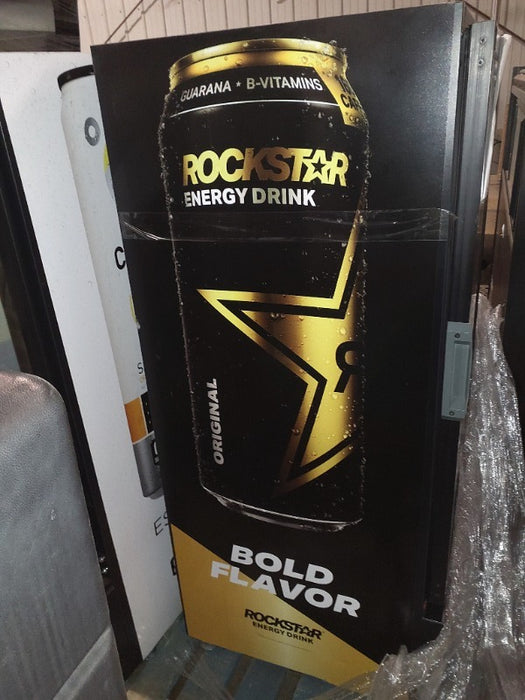 GUARANA • B-VITAMINS
ROCKSTAR
ENERGY DRINK
R
ORIGINAL
BOLD
FLAVOR
ROCKSTAR
ENERGY DRINK